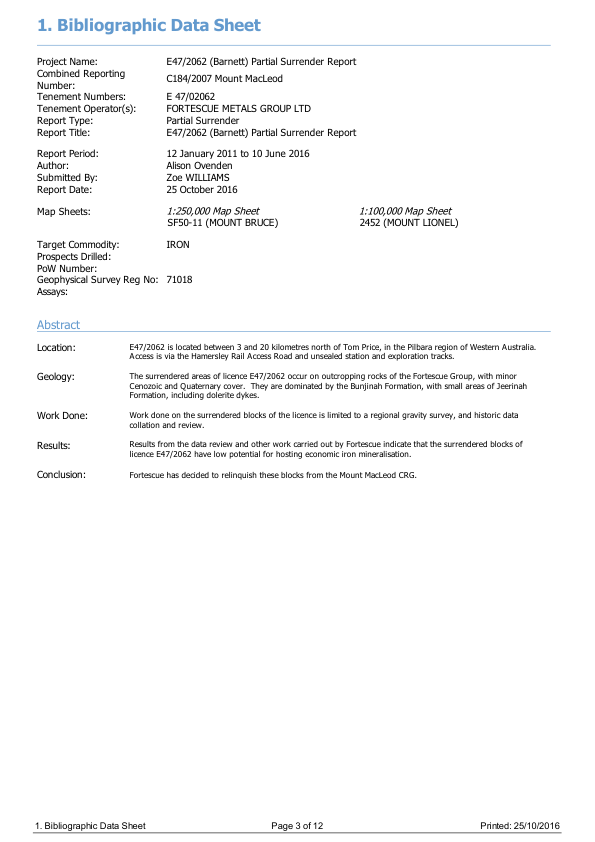 1. Bibliographic Data Sheet
Project Name: E47/2062 (Barnett) Partial Surrender Report
Combined Reporting
Number: C184/2007 Mount MacLeod
Tenement Numbers: E 47/02062
Tenement Operator(s): FORTESCUE METALS GROUP LTD
Report Type: Partial Surrender
Report Title: E47/2062 (Barnett) Partial Surrender Report
Report Period: 12 January 2011 to 10 June 2016
Author: Alison Ovenden
Submitted By: Zoe WILLIAMS
Report Date: 25 October 2016
Map Sheets: 1:250,000 Map Sheet 1:100,000 Map Sheet
SF50-11 (MOUNT BRUCE) 2452 (MOUNT LIONEL)
Target Commodity: IRON
Prospects Drilled:
PoW Number:
Geophysical Survey Reg No: 71018
Assays:
Abstract
Location: E47/2062 is located between 3 and 20 kilometres north of Tom Price, in the Pilbara region of Western Australia.
Access is via the Hamersley Rail Access Road and unsealed station and exploration tracks.
Geology: The surrendered areas of licence E47/2062 occur on outcropping rocks of the Fortescue Group, with minor
Cenozoic and Quaternary cover. They are dominated by the Bunjinah Formation, with small areas of Jeerinah
Formation, including dolerite dykes.
Work Done: Work done on the surrendered blocks of the licence is limited to a regional gravity survey, and historic data
collation and review.
Results: Results from the data review and other work carried out by Fortescue indicate that the surrendered blocks of
licence E47/2062 have low potential for hosting economic iron mineralisation.
Conclusion: Fortescue has decided to relinquish these blocks from the Mount MacLeod CRG.
1. Bibliographic Data Sheet Page 3 of 12 Printed: 25/10/2016